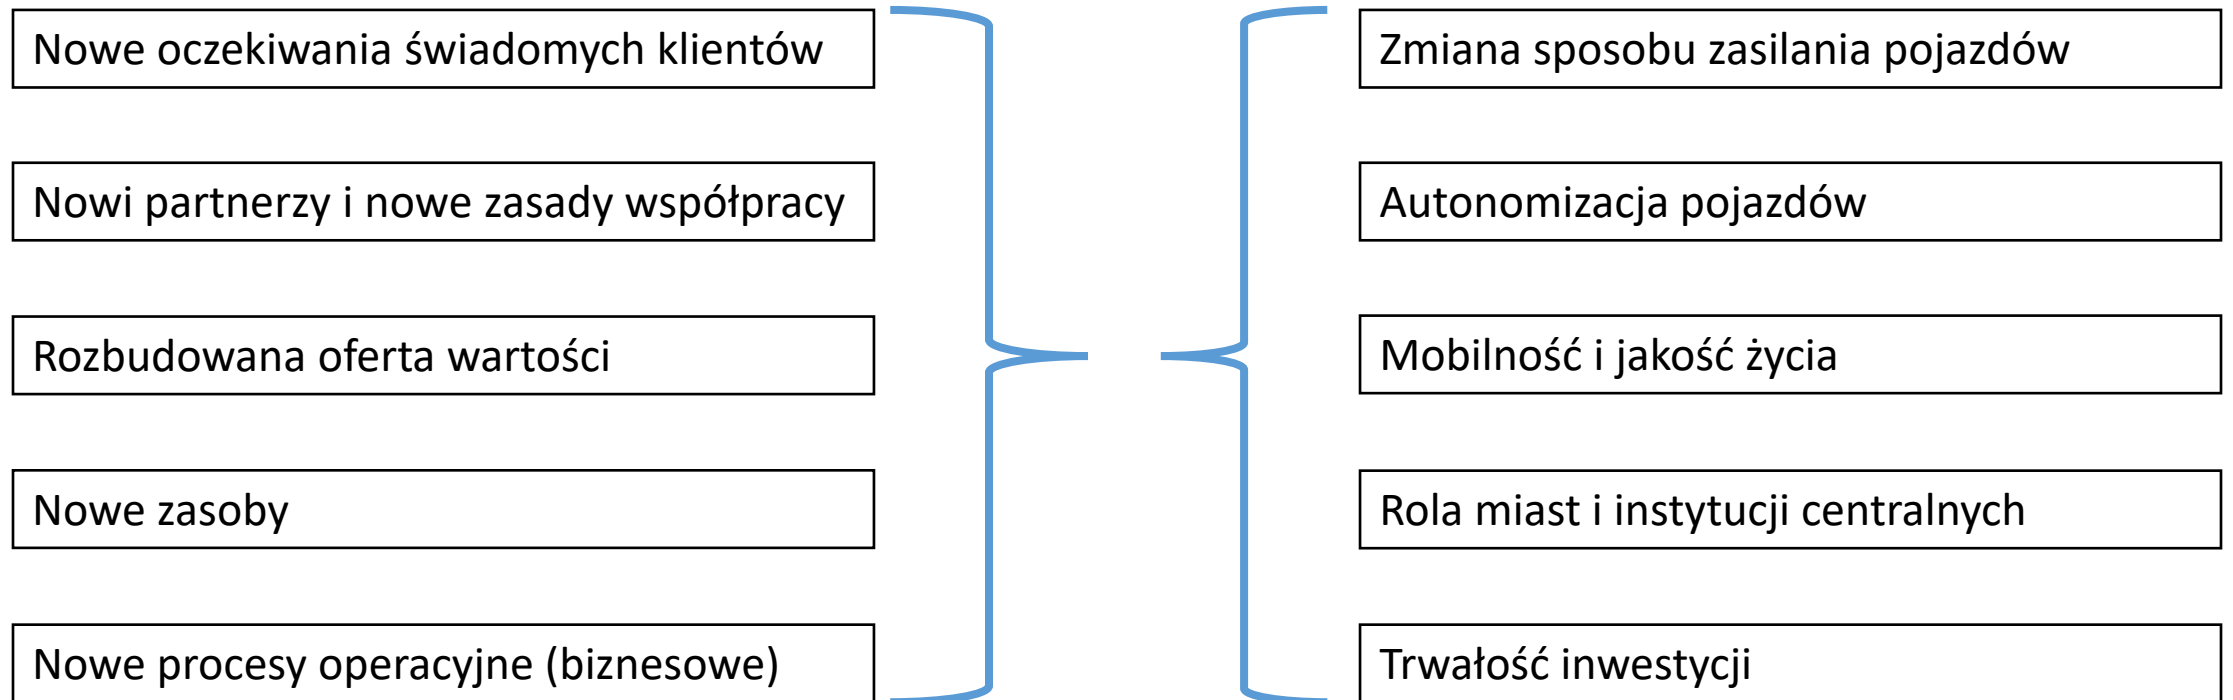 Nowe oczekiwania świadomych klientów
Nowi partnerzy i nowe zasady współpracy
Rozbudowana oferta wartości
Nowe zasoby
Nowe procesy operacyjne (biznesowe)
Zmiana sposobu zasilania pojazdów
Autonomizacja pojazdów
Mobilność i jakość życia
Rola miast i instytucji centralnych
Trwałość inwestycji